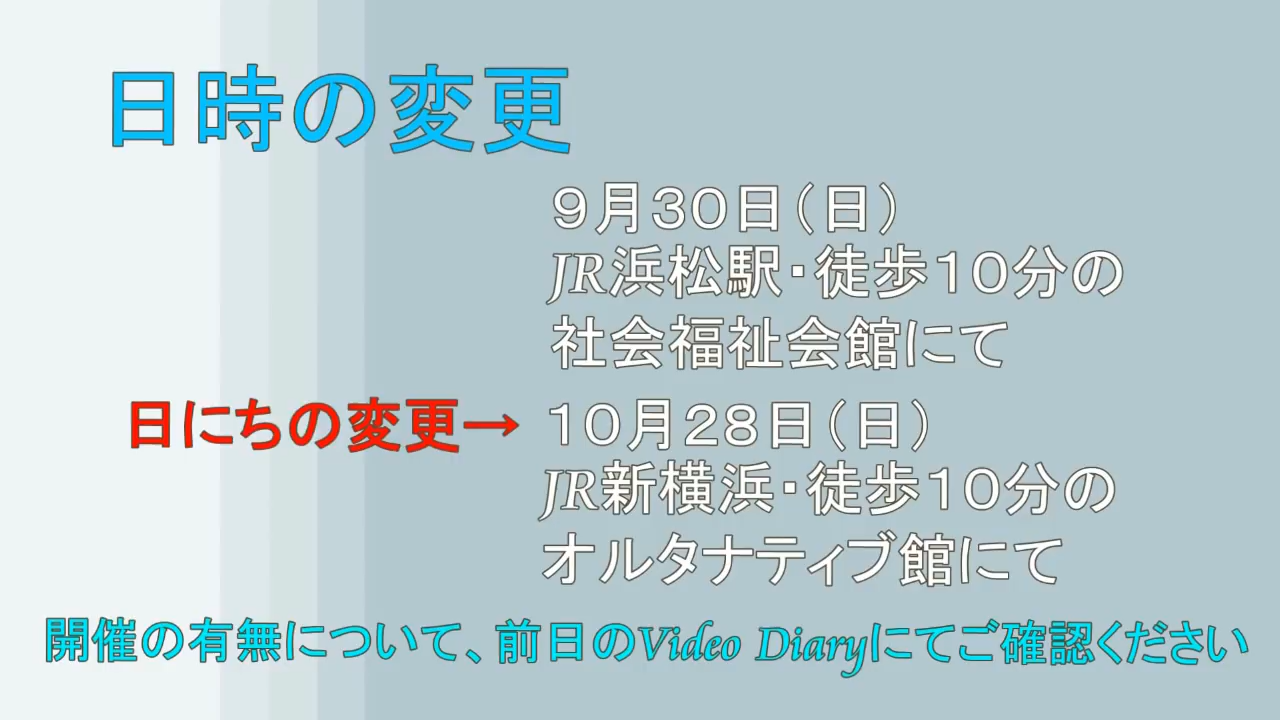 日時の変更
９月３０日（日）
JR浜松駅・徒歩１０分の
社会福祉会館にて
日にちの変更→ １０月２８日（日）
JR新横浜・徒歩１０分の
オルタナティブ館にて
開催の有無について、前日のVideo Diaryにてご確認ください